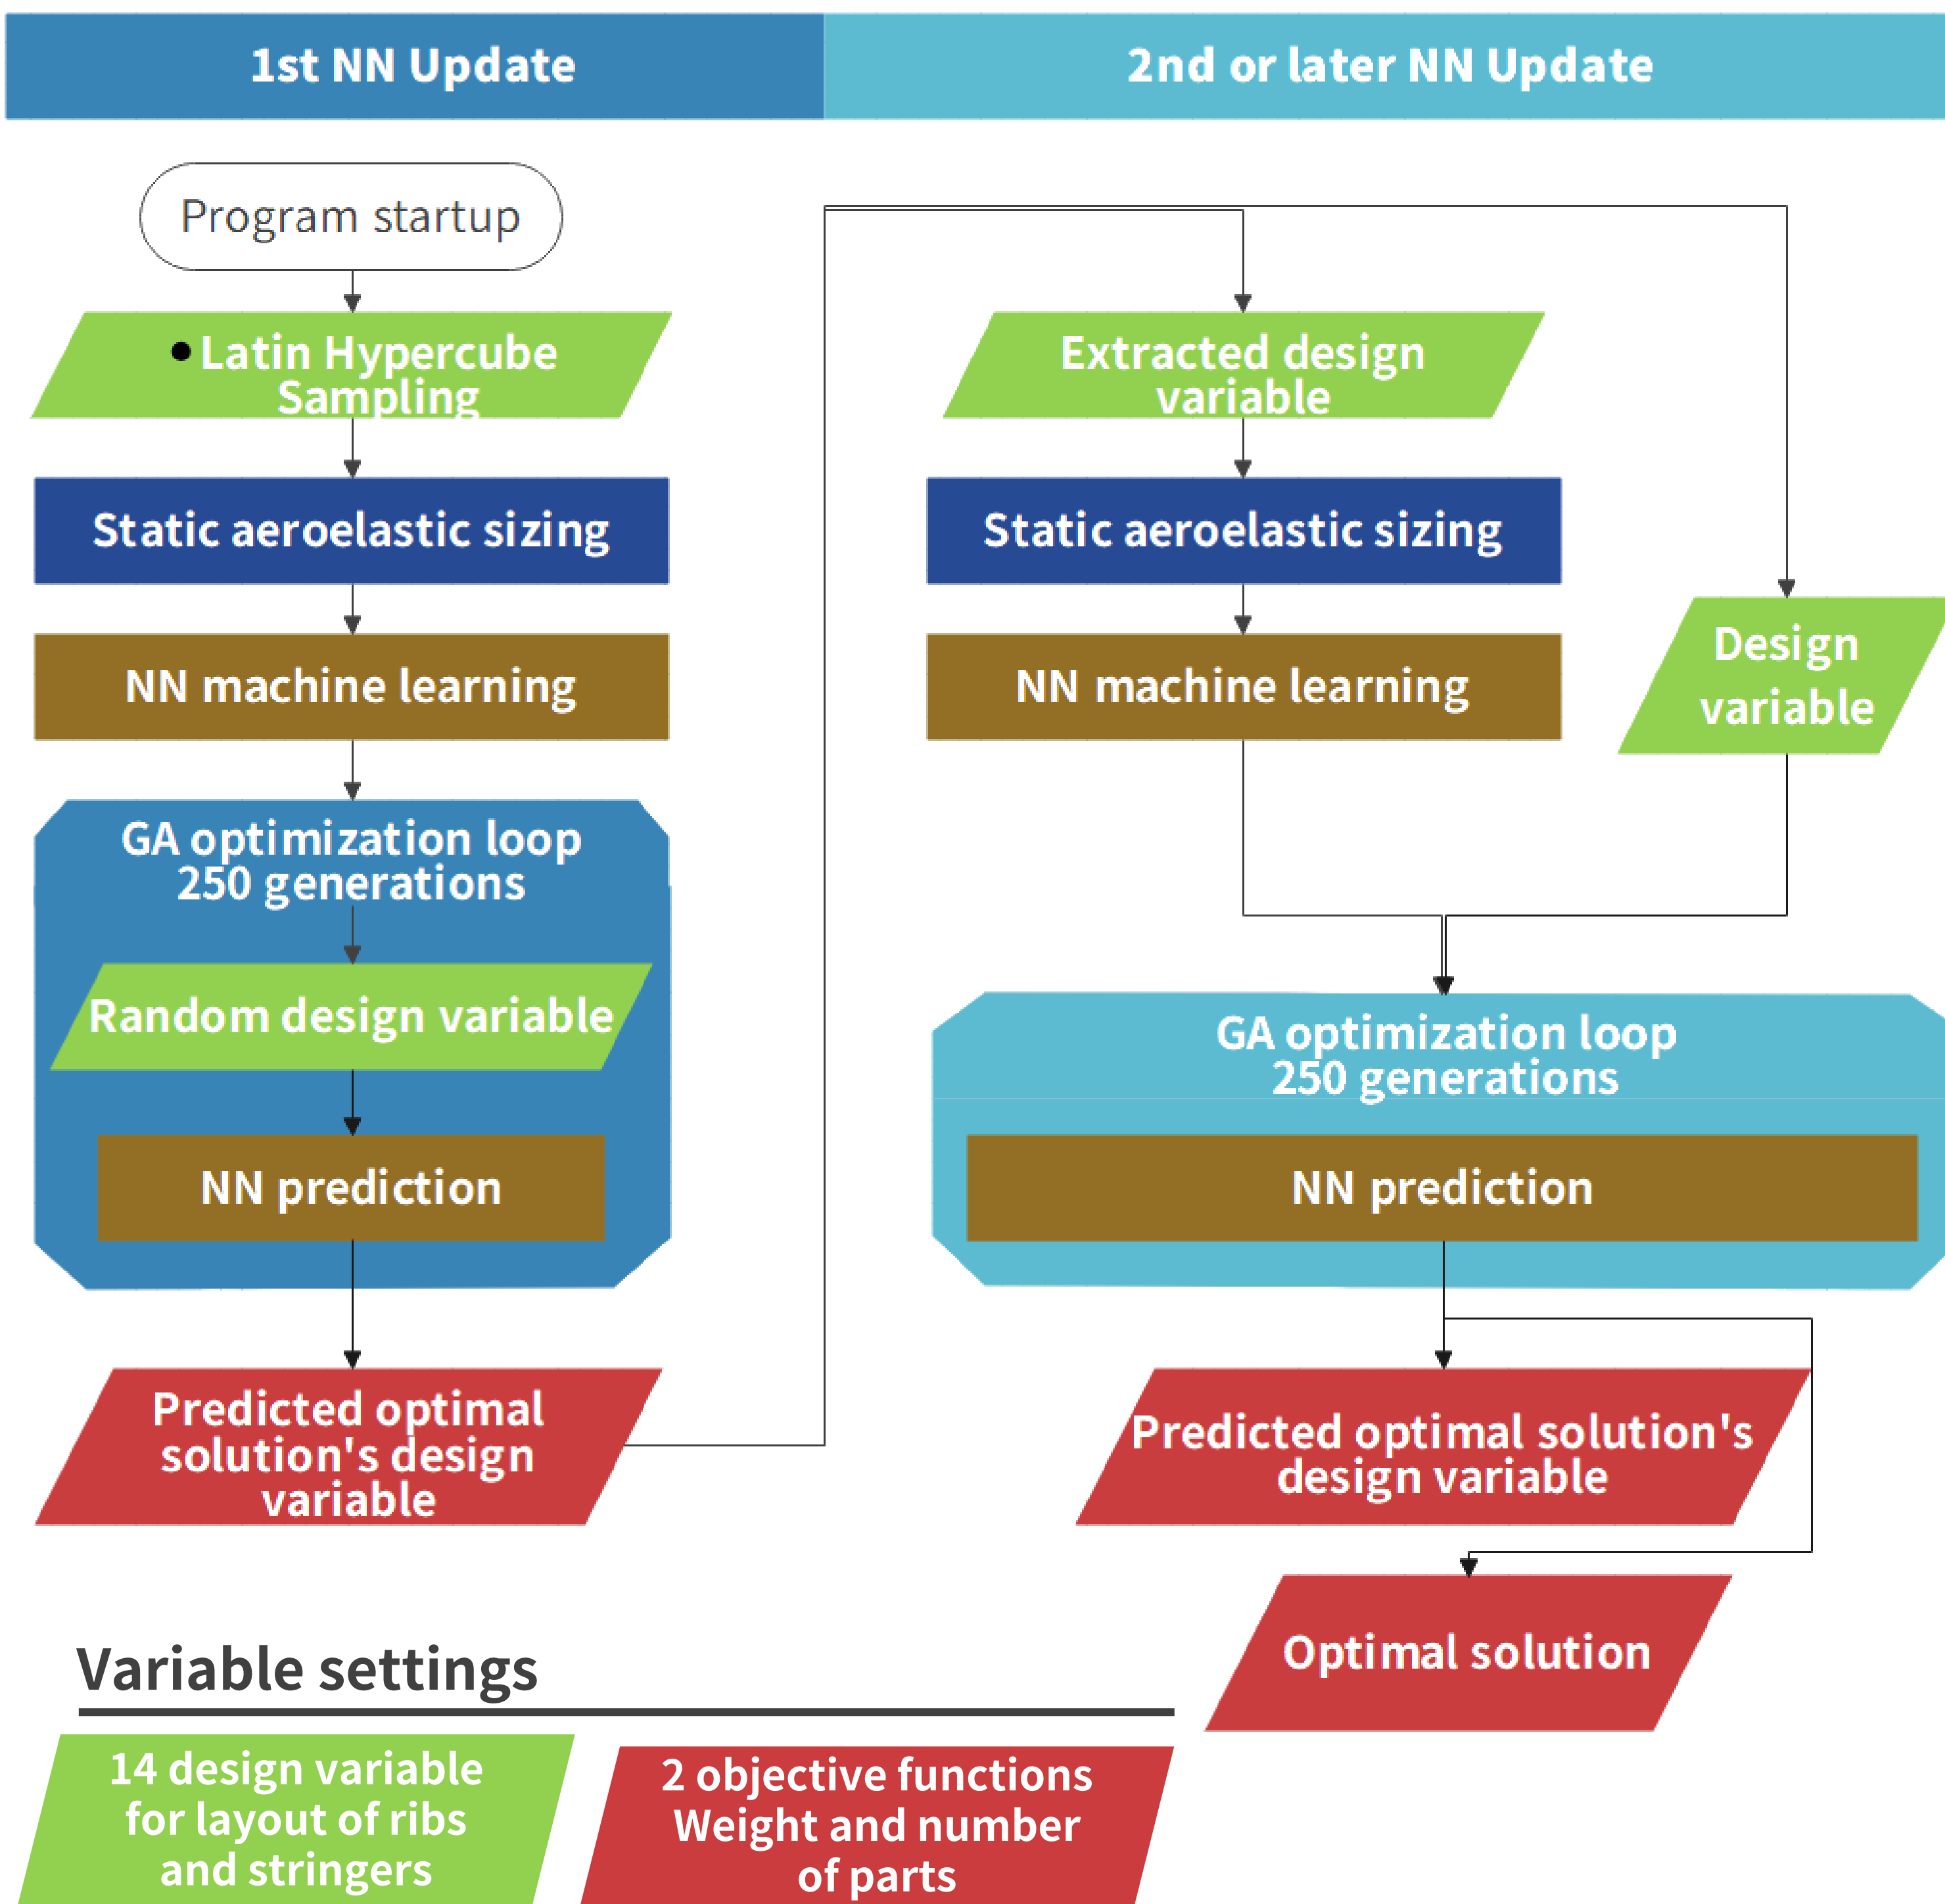 1st NN Update
2nd or later NN Update
Program startup
• Latin Hypercube
Sampling
Static aeroelastic sizing
NN machine learning
GA optimization loop
250 generations
Random design variable
NN prediction
Predicted optimal
solution's design
variable
Extracted design
variable
Static aeroelastic sizing
NN machine learning
Design
variable
GA optimization loop
250 generations
NN prediction
Predicted optimal solution's
design variable
Optimal solution
Variable settings
14 design variable
for layout of ribs
and stringers
2 objective functions
Weight and number
of parts